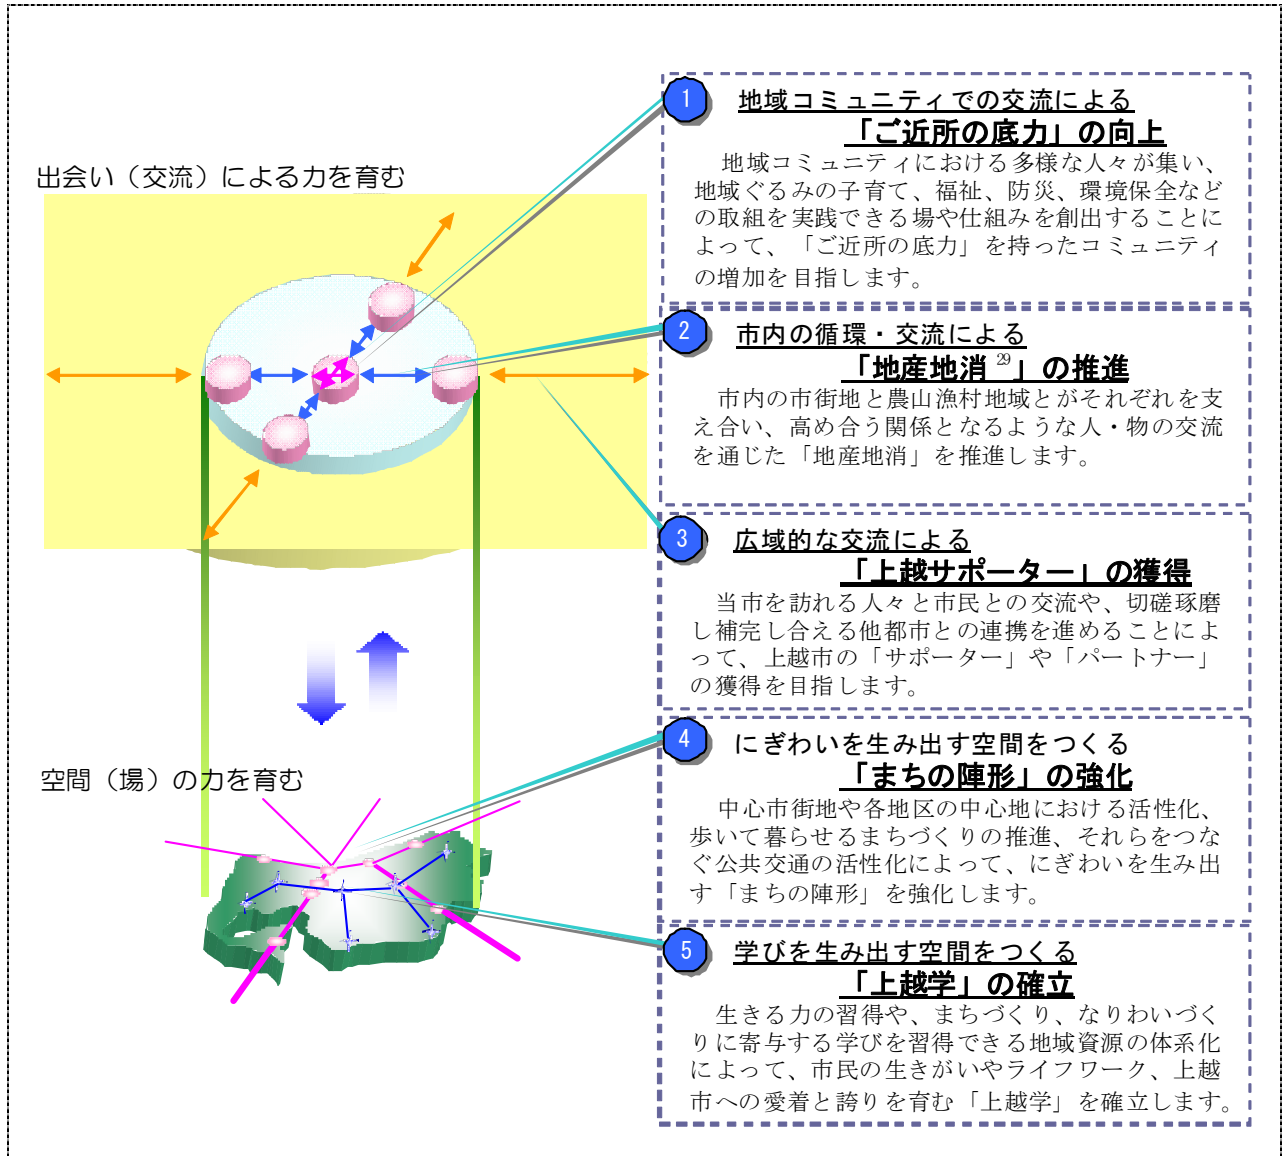 出会い（交流）による力を育む
空間（場）の力を育む
1
地域コミュニティでの交流による
「ご近所の底力」の向上
地域コミュニティにおける多様な人々が集い、
地域ぐるみの子育て、福祉、防災、環境保全など
の取組を実践できる場や仕組みを創出することに
よって、「ご近所の底力」を持ったコミュニティ
の増加を目指します。
2
市内の循環・交流による
「地産地消29」の推進
市内の市街地と農山漁村地域とがそれぞれを支
え合い、高め合う関係となるような人・物の交流
を通じた「地産地消」を推進します。
3
広域的な交流による
「上越サポーター」の獲得
当市を訪れる人々と市民との交流や、切磋琢磨
し補完し合える他都市との連携を進めることによ
って、上越市の「サポーター」や「パートナー」
の獲得を目指します。
4
にぎわいを生み出す空間をつくる
「まちの陣形」の強化
中心市街地や各地区の中心地における活性化、
歩いて暮らせるまちづくりの推進、それらをつな
ぐ公共交通の活性化によって、にぎわいを生み出
す「まちの陣形」を強化します。
5
学びを生み出す空間をつくる
「上越学」の確立
生きる力の習得や、まちづくり、なりわいづく
りに寄与する学びを習得できる地域資源の体系化
によって、市民の生きがいやライフワーク、上越
市への愛着と誇りを育む「上越学」を確立します。